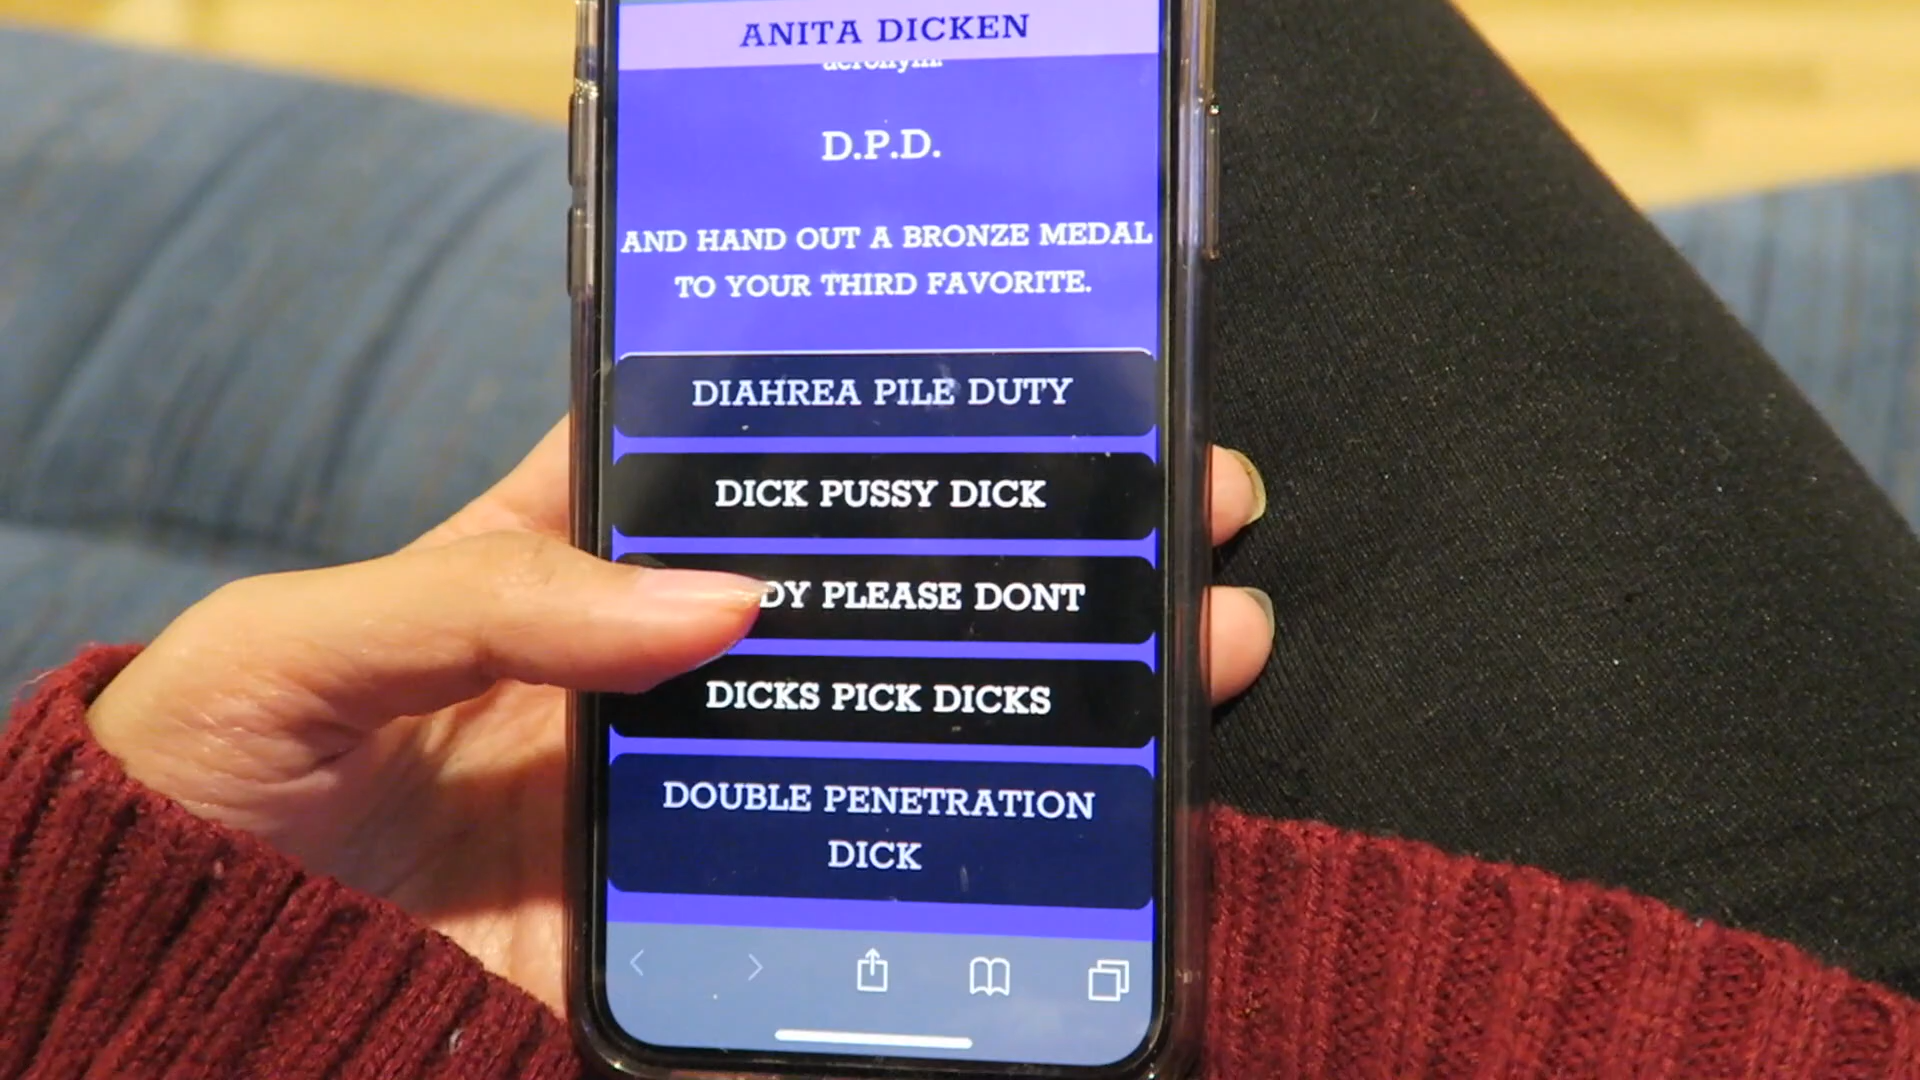 ANITA DICKEN
acronym.
D.P.D.
AND HAND OUT A BRONZE MEDAL
TO YOUR THIRD FAVORITE.
DIAHREA PILE DUTY
DICK PUSSY DICK
DY PLEASE DONT
DICKS PICK DICKS
DOUBLE PENETRATION
DICK